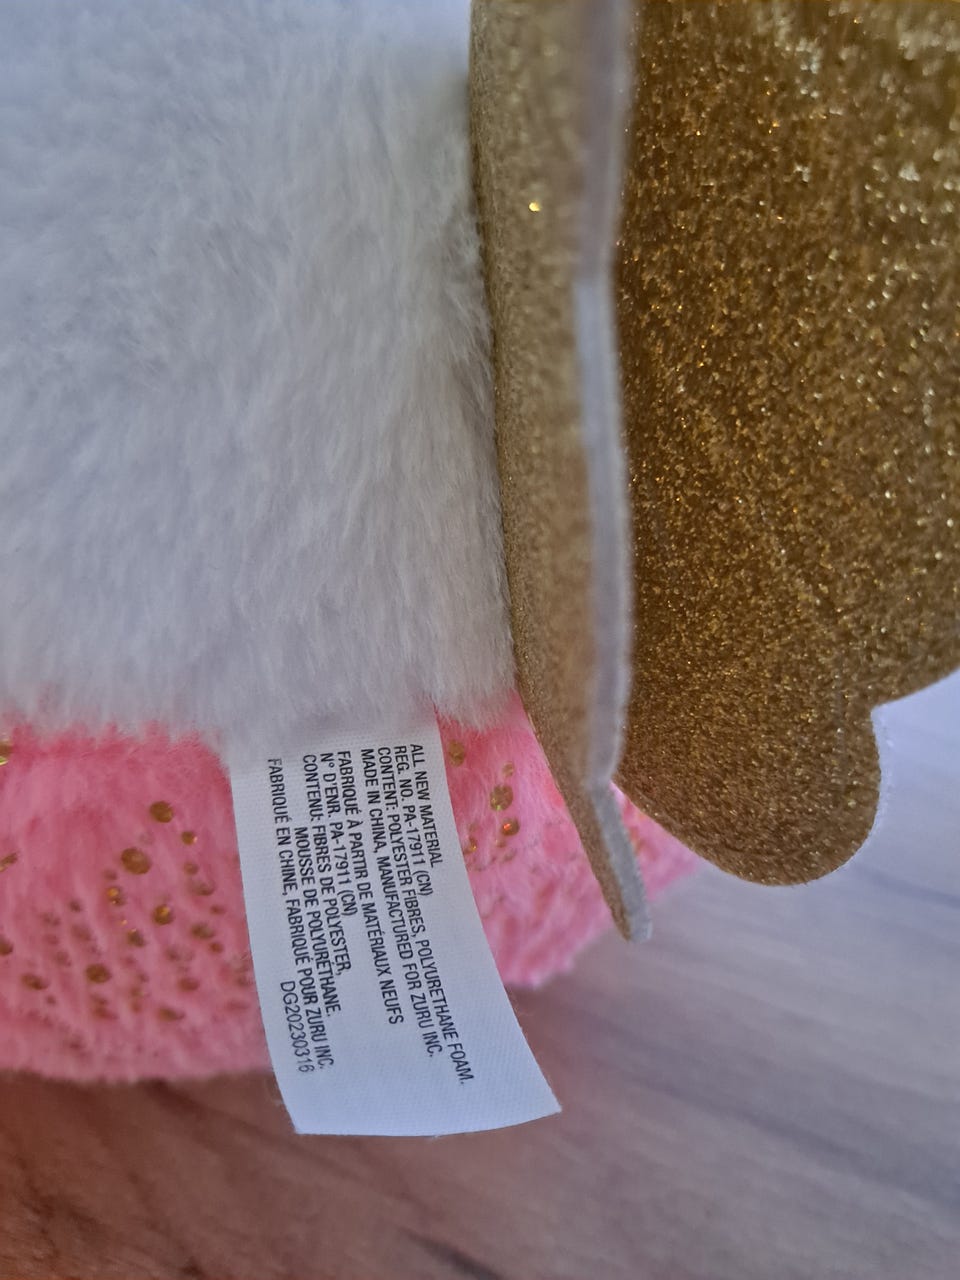 ALL NEW MATERIAL
REG. NO. PA-17911 (CN)
CONTENT: POLYESTER FIBRES, POLYURETHANE FOAM.
MADE IN CHINA, MANUFACTURED FOR ZURU INC.
FABRIQUÉ À PARTIR DE MATÉRIAUX NEUFS
N° D'ENR. PA-17911 (CN)
CONTENU: FIBRES DE POLYESTER,
MOUSSE DE POLYURÉTHANE.
FABRIQUÉ EN CHINE, FABRIQUÉ POUR ZURU INC.
DG20230316